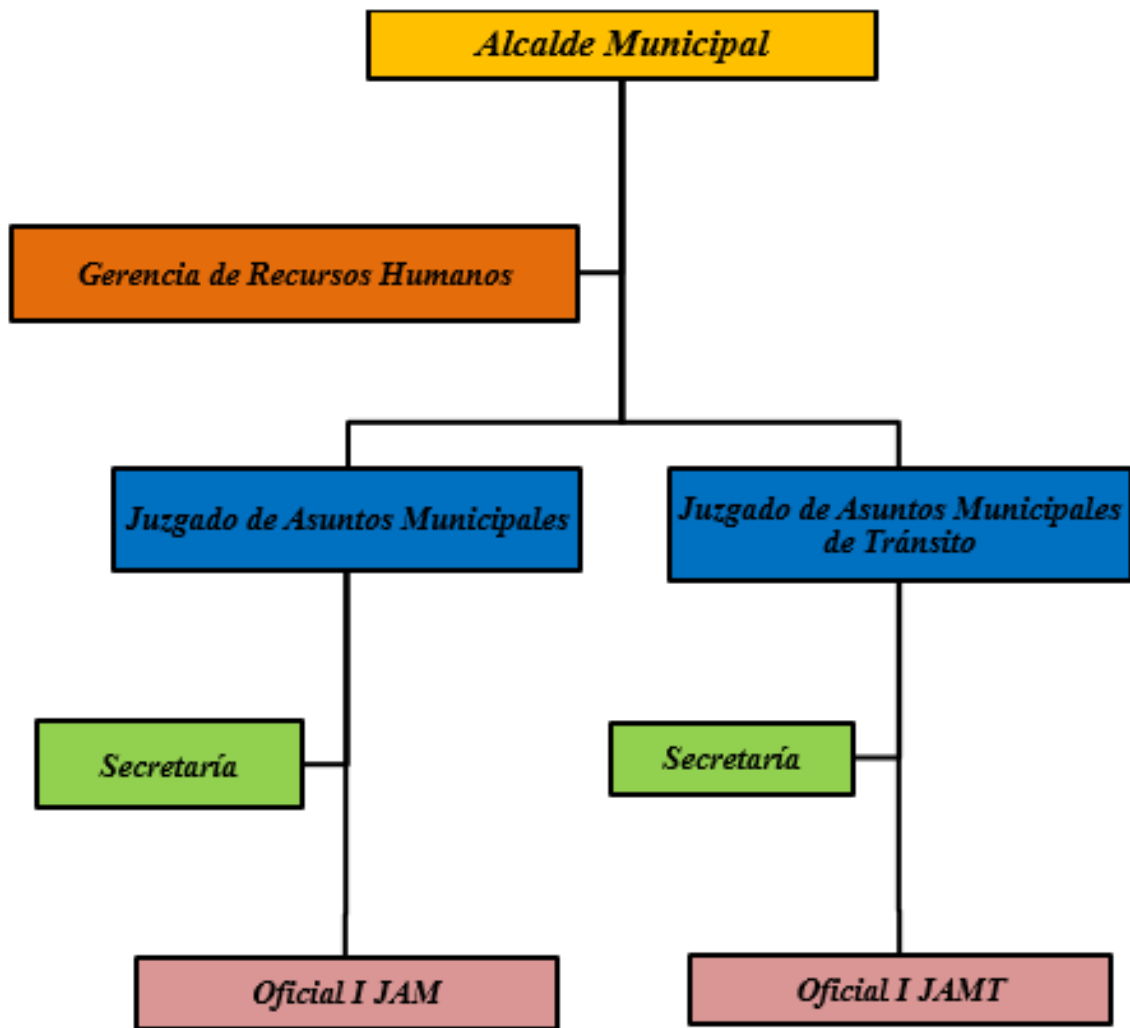 Alcalde Municipal
Gerencia de Recursos Humanos
Juzgado de Asuntos Municipales
Juzgado de Asuntos Municipales
de Tránsito
Secretaría
Secretaría
Oficial I JAM
Oficial I JAMT